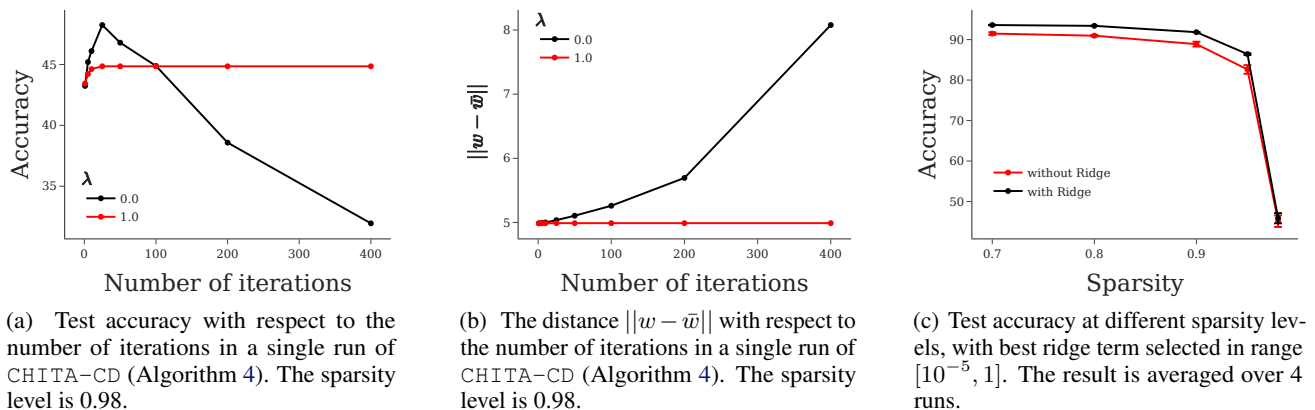 45
40
35
Accuracy
λ
0.0
1.0
0
100
200
300
400
Number of iterations
8
7
6
5
||w − w̄||
λ
0.0
1.0
0
100
200
300
400
Number of iterations
90
80
70
60
50
Accuracy
without Ridge
with Ridge
0.7
0.8
0.9
Sparsity
(a) Test accuracy with respect to the
number of iterations in a single run of
CHITA-CD (Algorithm 4). The sparsity
level is 0.98.
(b) The distance ||w − w̄|| with respect to
the number of iterations in a single run of
CHITA-CD (Algorithm 4). The sparsity
level is 0.98.
(c) Test accuracy at different sparsity lev-
els, with best ridge term selected in range
[10⁻⁵, 1]. The result is averaged over 4
runs.